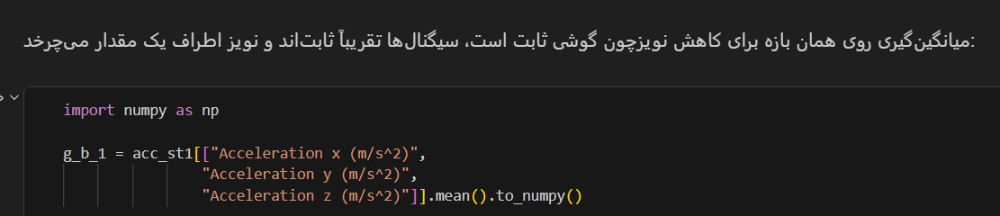 میانگین‌گیری روی همان بازه برای کاهش نویزچون گوشی ثابت است، سیگنال‌ها تقریباً ثابت‌اند و نویز اطراف یک مقدار می‌چرخد:
import numpy as np
g_b_1 = acc_st1[["Acceleration x (m/s^2)",
"Acceleration y (m/s^2)",
"Acceleration z (m/s^2)"]].mean().to_numpy()